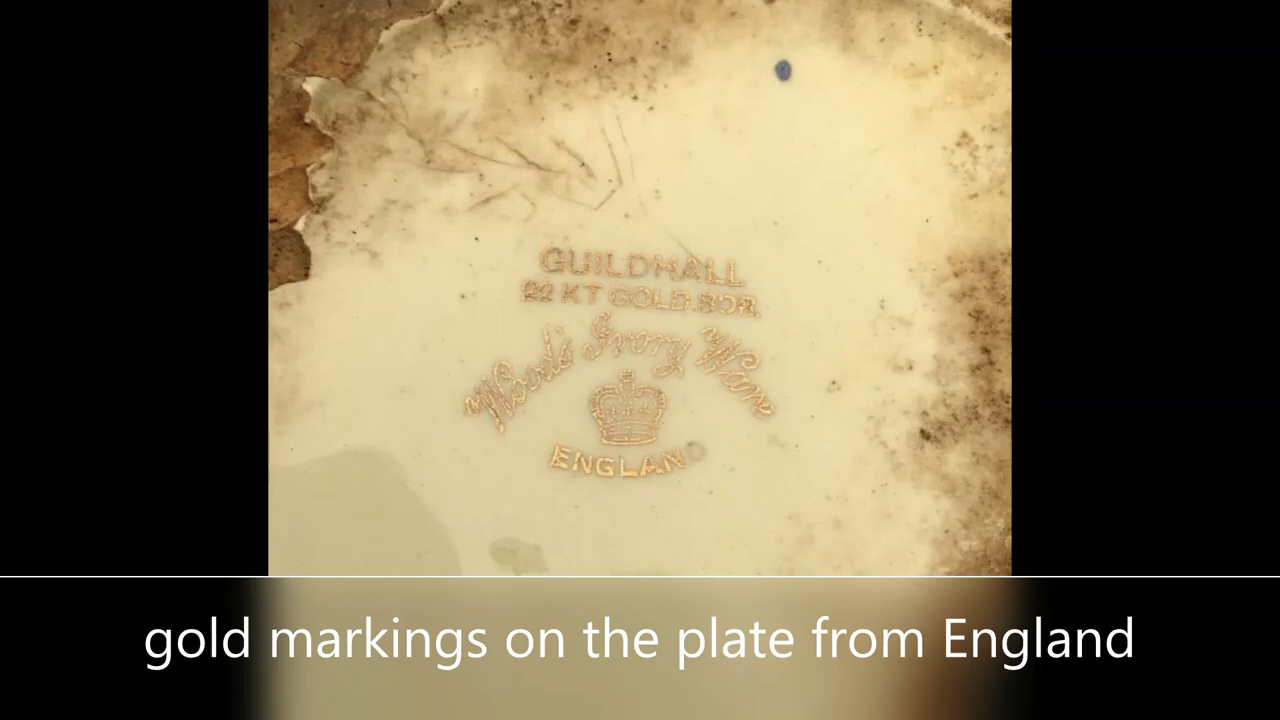 GUILDHALL
22 KT GOLD.BOR.
Wood's Ivory Ware
ENGLAND
gold markings on the plate from England